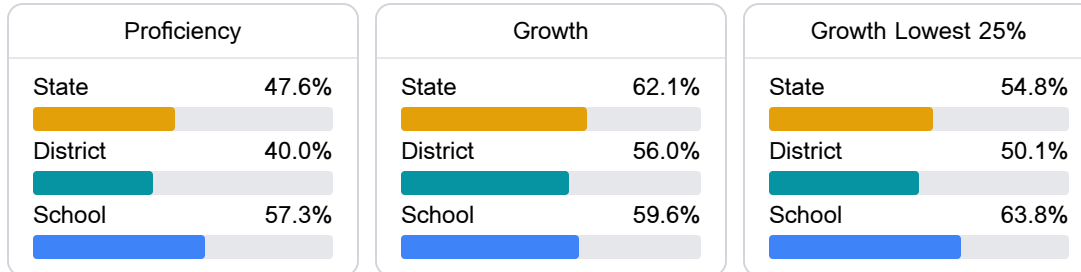 Proficiency
State 47.6%
District 40.0%
School 57.3%
Growth
State 62.1%
District 56.0%
School 59.6%
Growth Lowest 25%
State 54.8%
District 50.1%
School 63.8%